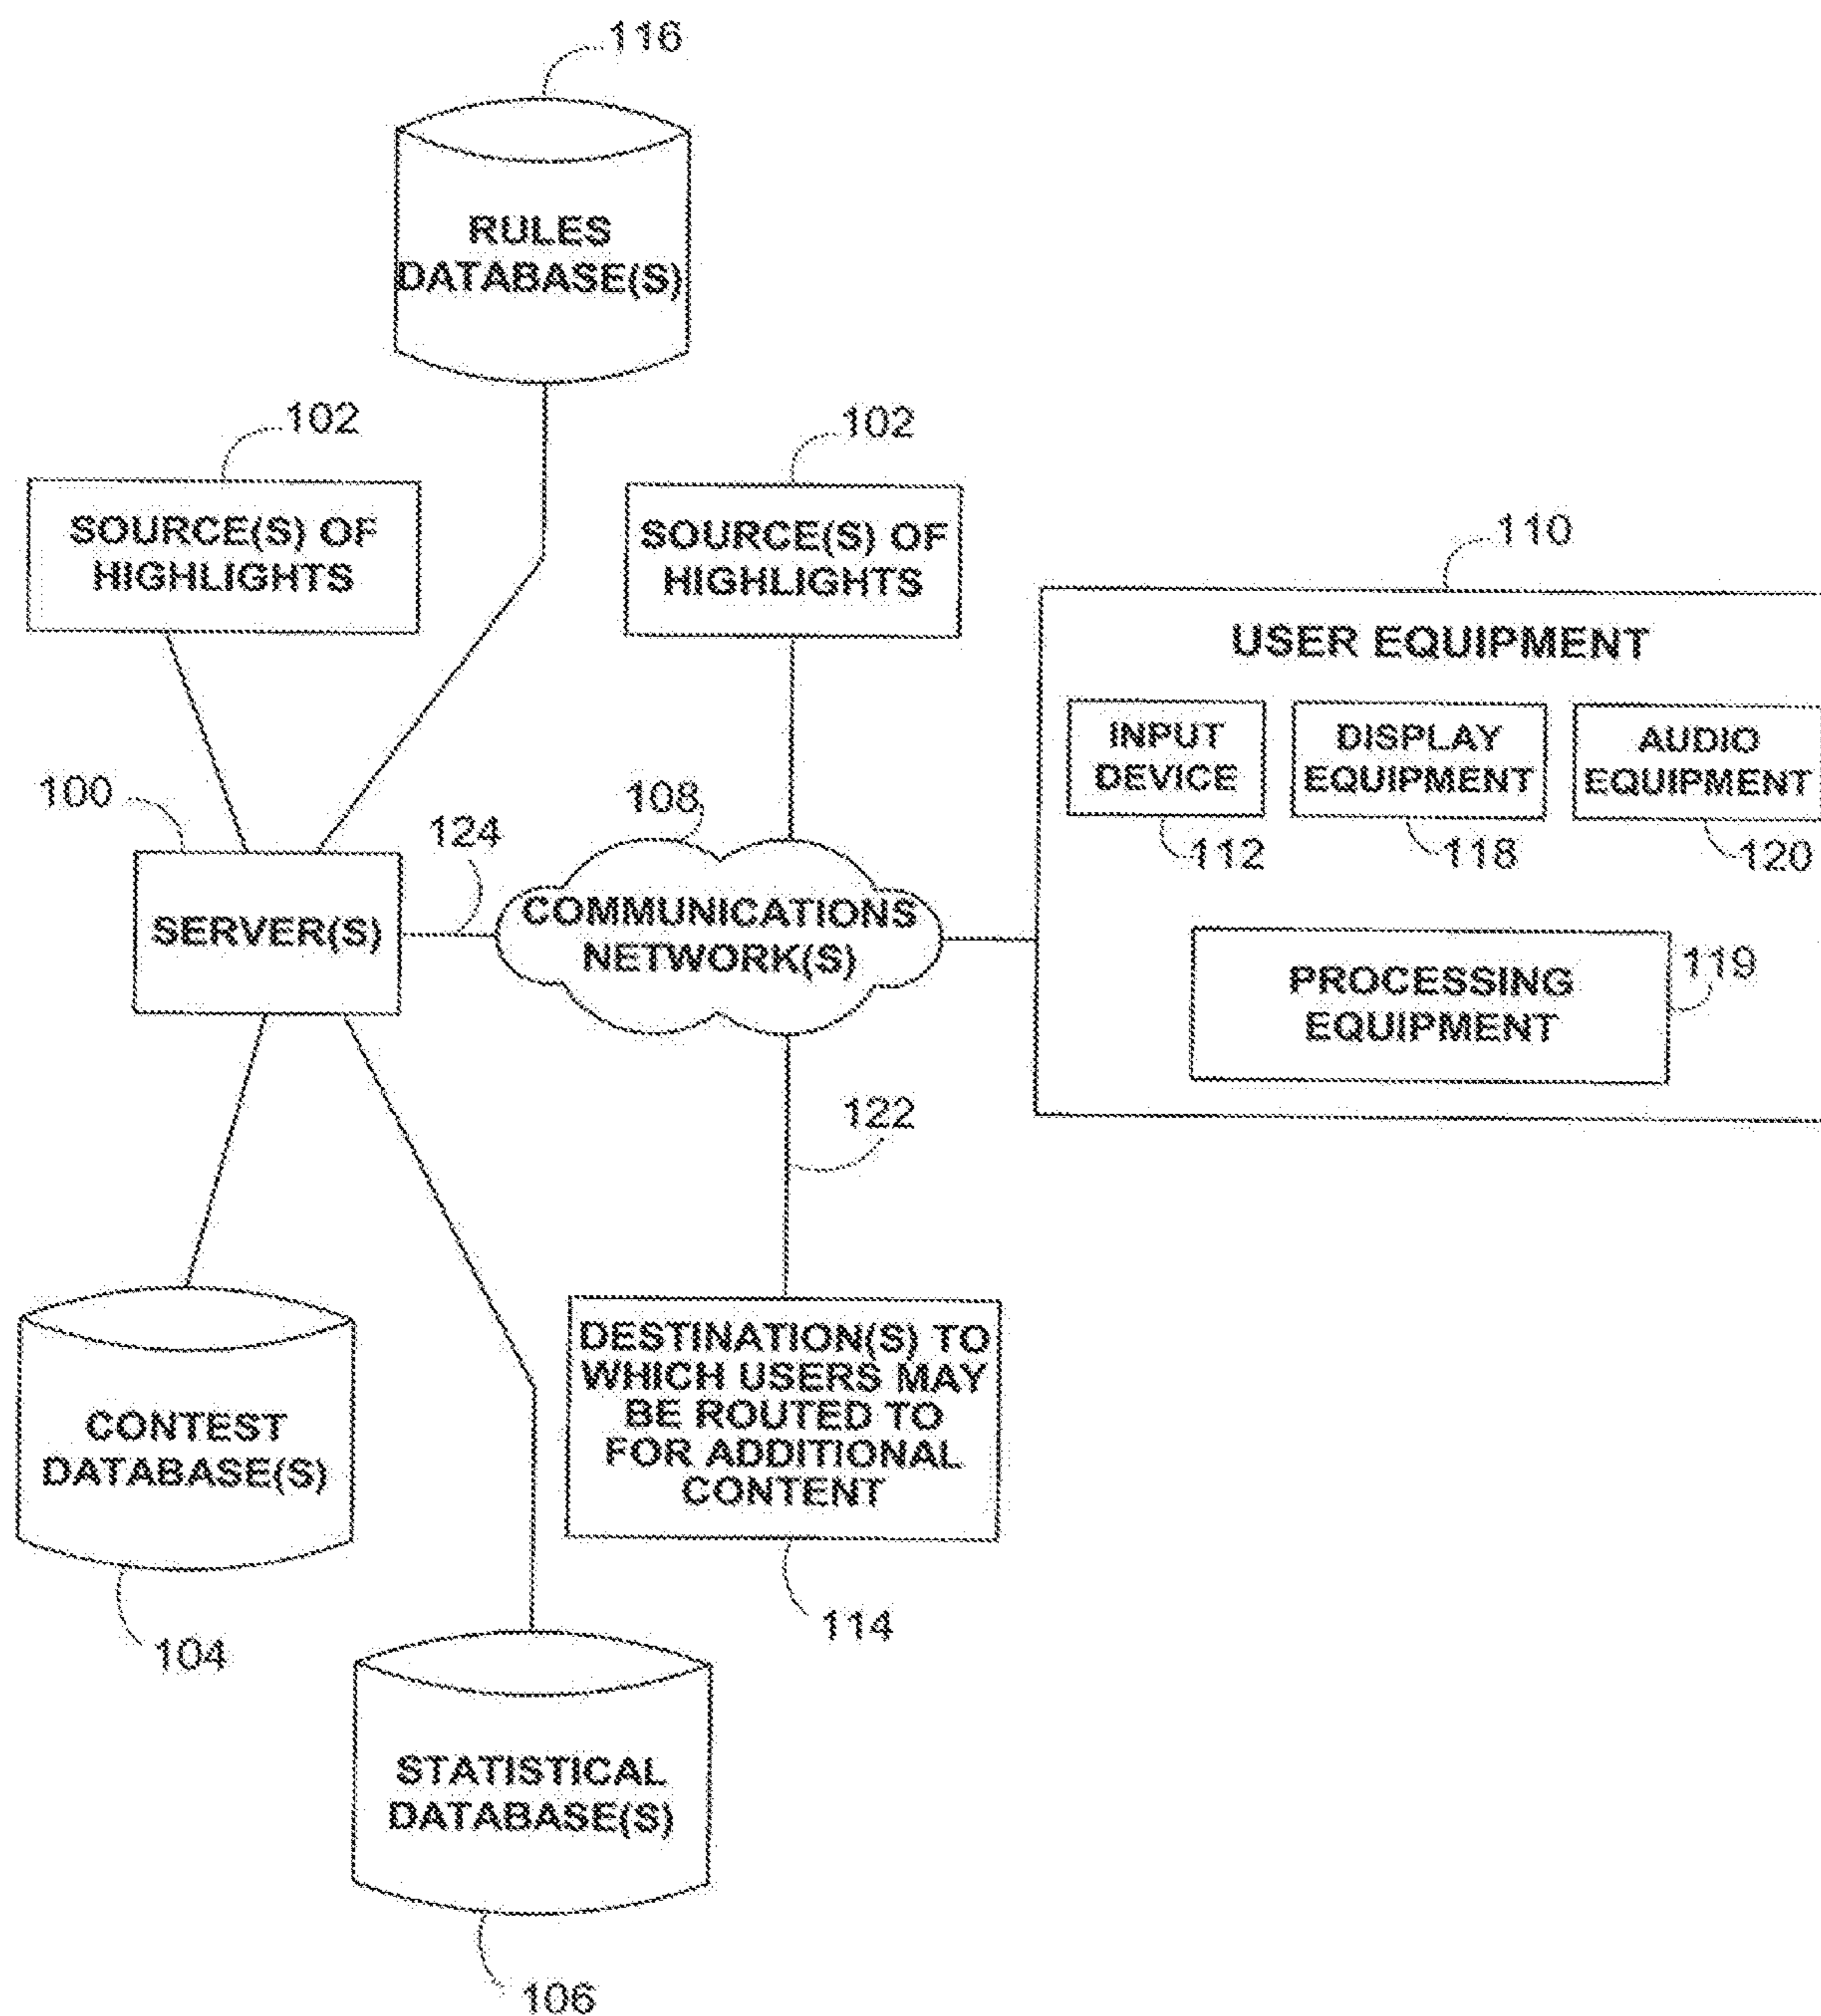 116
RULES
DATABASE(S)
102
SOURCE(S) OF
HIGHLIGHTS
102
SOURCE(S) OF
HIGHLIGHTS
110
USER EQUIPMENT
INPUT
DEVICE
112
DISPLAY
EQUIPMENT
118
AUDIO
EQUIPMENT
120
PROCESSING
EQUIPMENT
119
100
SERVER(S)
124
108
COMMUNICATIONS
NETWORK(S)
122
CONTEST
DATABASE(S)
104
DESTINATION(S) TO
WHICH USERS MAY
BE ROUTED TO
FOR ADDITIONAL
CONTENT
114
STATISTICAL
DATABASE(S)
106